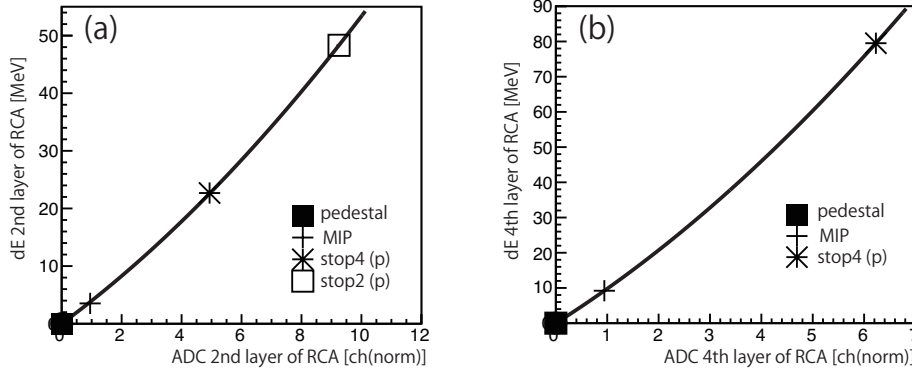 (a)
dE 2nd layer of RCA [MeV]
50
40
30
20
10
0
pedestal
MIP
stop4 (p)
stop2 (p)
0 2 4 6 8 10 12
ADC 2nd layer of RCA [ch(norm)]
(b)
dE 4th layer of RCA [MeV]
90
80
70
60
50
40
30
20
10
0
pedestal
MIP
stop4 (p)
0 1 2 3 4 5 6 7
ADC 4th layer of RCA [ch(norm)]